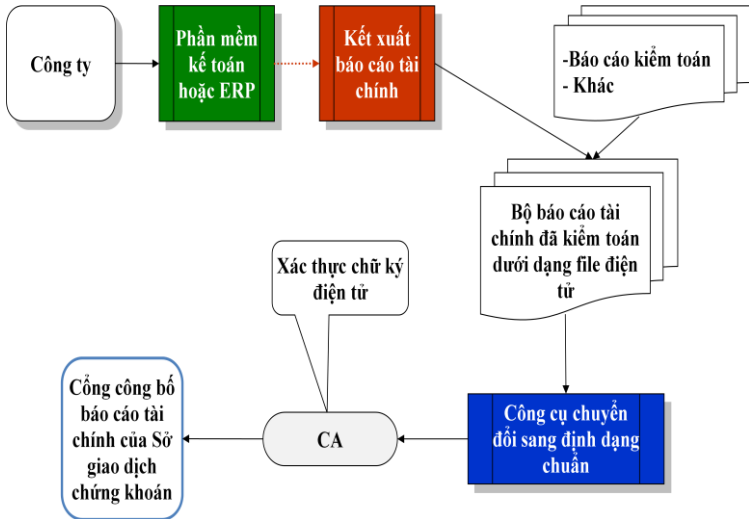 Công ty
Phần mềm
kế toán
hoặc ERP
Kết xuất
báo cáo tài
chính
-Báo cáo kiểm toán
- Khác
Bộ báo cáo tài
chính đã kiểm toán
dưới dạng file điện
tử
Xác thực chữ ký
điện tử
Cổng công bố
báo cáo tài
chính của Sở
giao dịch
chứng khoán
CA
Công cụ chuyển
đổi sang định dạng
chuẩn